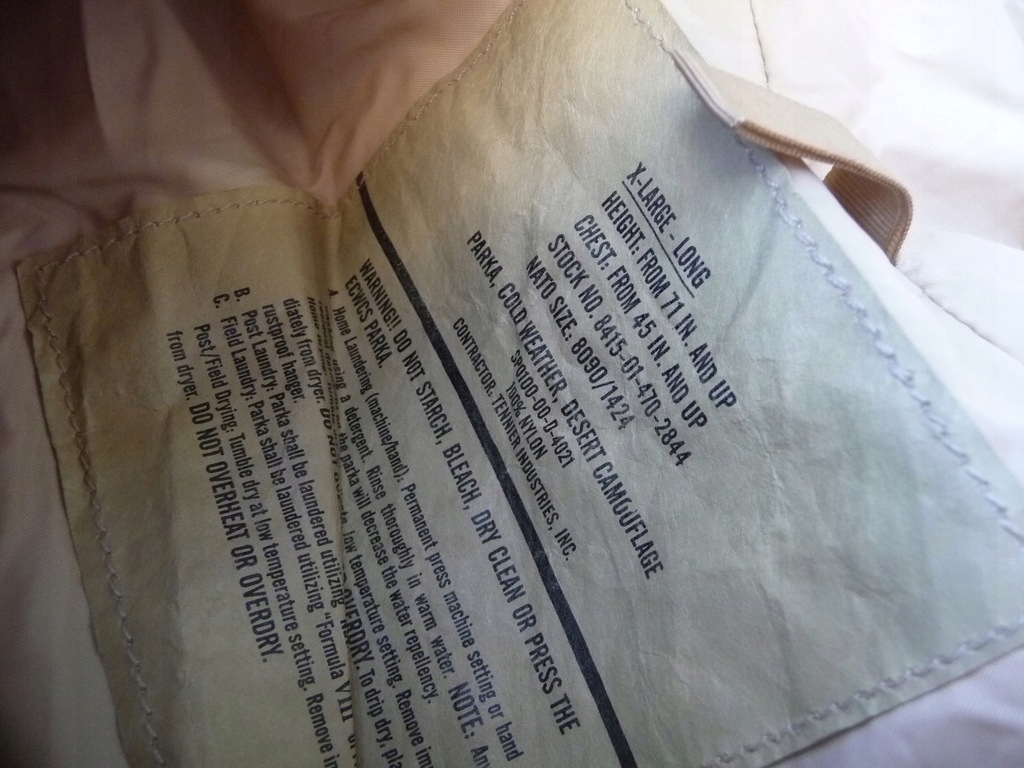 X-LARGE - LONG
HEIGHT: FROM 71 IN. AND UP
CHEST: FROM 45 IN. AND UP
STOCK NO. 8415-01-470-2844
NATO SIZE: 8090/1424
PARKA, COLD WEATHER, DESERT CAMOUFLAGE
SPO100-00-D-4021
100% NYLON
CONTRACTOR: TENNIER INDUSTRIES, INC.
WARNING!! DO NOT STARCH, BLEACH, DRY CLEAN OR PRESS THE
ECWCS PARKA.
A. Home Laundering (machine/hand). Permanent press machine setting or hand
using a detergent. Rinse thoroughly in warm water. NOTE: An
the parka will decrease the water repellency.
low temperature setting. Remove im
diately from dryer. OVERDRY. To drip dry, pla
rustproof hanger.
B. Post Laundry: Parka shall be laundered utilizing "Formula VIII
C. Field Laundry: Parka shall be laundered utilizing
Post/Field Drying: Tumble dry at low temperature setting. Remove i
from dryer. DO NOT OVERHEAT OR OVERDRY.